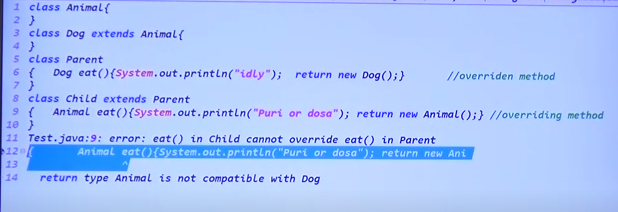 1 class Animal{
2 }
3 class Dog extends Animal{
4 }
5 class Parent
6 { Dog eat(){System.out.println("idly"); return new Dog();} //overriden method
7 }
8 class Child extends Parent
9 { Animal eat(){System.out.println("Puri or dosa"); return new Animal();} //overriding method
10 }
11 Test.java:9: error: eat() in Child cannot override eat() in Parent
12 { Animal eat(){System.out.println("Puri or dosa"); return new Ani
13 ^
14 return type Animal is not compatible with Dog